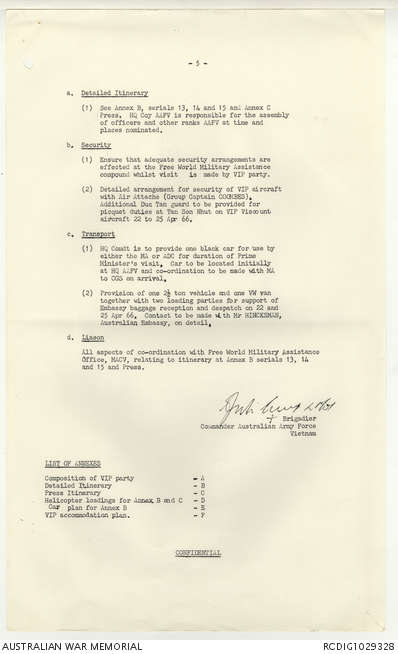 - 5 -
a. Detailed Itinerary
(1) See Annex B, serials 13, 14 and 15 and Annex C
Press. HQ Coy AAFV is responsible for the assembly
of officers and other ranks AAFV at time and
places nominated.
b. Security
(1) Ensure that adequate security arrangements are
effected at the Free World Military Assistance
compound whilst visit is made by VIP party.
(2) Detailed arrangement for security of VIP aircraft
with Air Attache (Group Captain COOMBES).
Additional Duc Tan guard to be provided for
picquet duties at Tan Son Nhut on VIP Viscount
aircraft 22 to 25 Apr 66.
c. Transport
(1) HQ Comdt is to provide one black car for use by
either the MA or ADC for duration of Prime
Minister's visit. Car to be located initially
at HQ AAFV and co-ordination to be made with MA
to CGS on arrival.
(2) Provision of one 2½ ton vehicle and one VW van
together with two loading parties for support of
Embassy baggage reception and despatch on 22 and
25 Apr 66. Contact to be made with Mr HINCKSMAN,
Australian Embassy, on detail.
d. Liason
All aspects of co-ordination with Free World Military Assistance
Office, MACV, relating to itinerary at Annex B serials 13, 14
and 15 and Press.
Brigadier
Commander Australian Army Force
Vietnam
LIST OF ANNEXES
Composition of VIP party - A
Detailed Itinerary - B
Press Itinerary - C
Helicopter loadings for Annex B and C - D
Car plan for Annex B - E
VIP accommodation plan. - F
CONFIDENTIAL
AUSTRALIAN WAR MEMORIAL
RCDIG1029328